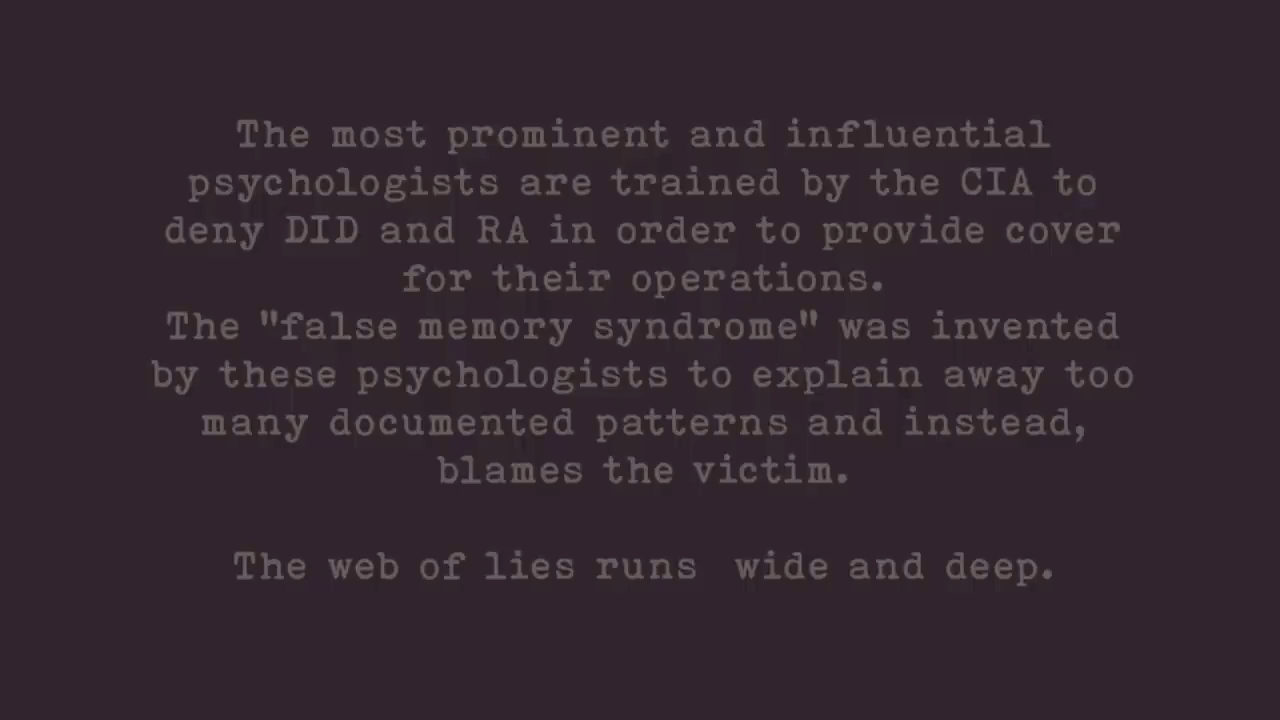 The most prominent and influential
psychologists are trained by the CIA to
deny DID and RA in order to provide cover
for their operations.
The "false memory syndrome" was invented
by these psychologists to explain away too
many documented patterns and instead,
blames the victim.
The web of lies runs  wide and deep.